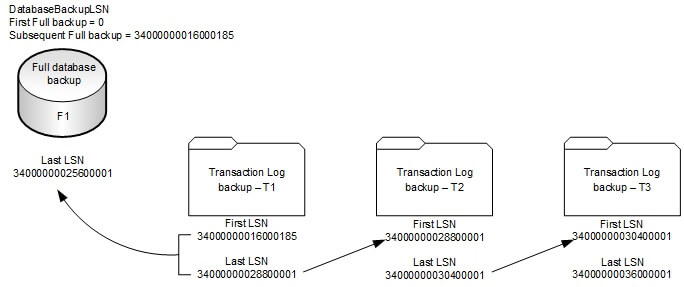 DatabaseBackupLSN
First Full backup = 0
Subsequent Full backup = 34000000016000185
Full database
backup
F1
Last LSN
34000000025600001
Transaction Log
backup – T1
First LSN
34000000016000185
Last LSN
34000000028800001
Transaction Log
backup – T2
First LSN
34000000028800001
Last LSN
34000000030400001
Transaction Log
backup – T3
First LSN
34000000030400001
Last LSN
34000000036000001